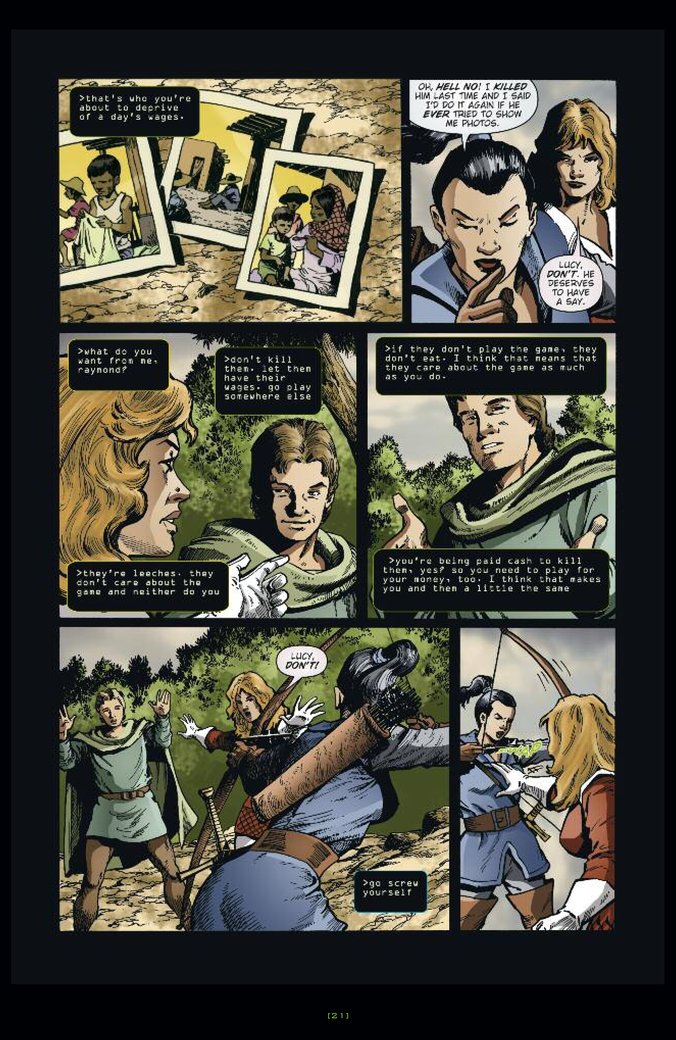 >that's who you're
about to deprive
of a day's wages.
OH, HELL NO! I KILLED
HIM LAST TIME AND I SAID
I'D DO IT AGAIN IF HE
EVER TRIED TO SHOW
ME PHOTOS.
LUCY,
DON'T. HE
DESERVES
TO HAVE
A SAY.
>what do you
want from me,
raymond?
>don't kill
them. let them
have their
wages. go play
somewhere else
>they're leeches. they
don't care about the
game and neither do you
>if they don't play the game, they
don't eat. I think that means that
they care about the game as much
as you do.
>you're being paid cash to kill
them, yes? so you need to play for
your money, too. I think that makes
you and them a little the same
LUCY,
DON'T!
>go screw
yourself
[21]